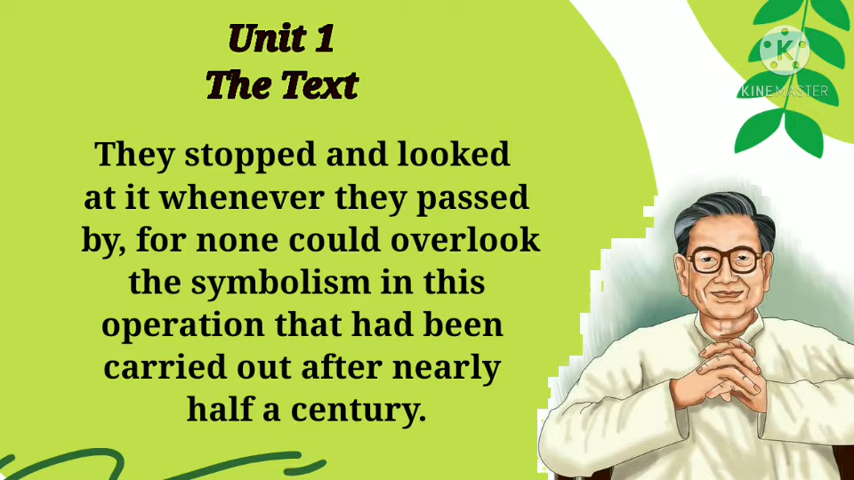 Unit 1
The Text
K
KINEMASTER
They stopped and looked
at it whenever they passed
by, for none could overlook
the symbolism in this
operation that had been
carried out after nearly
half a century.